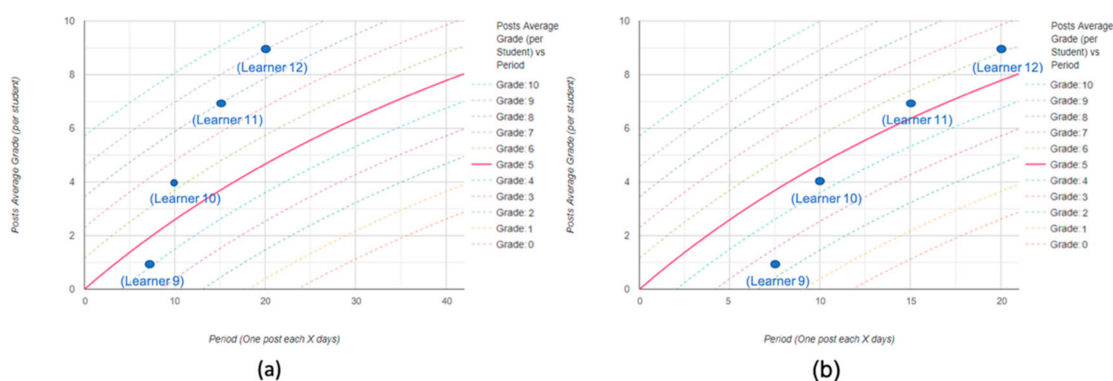 10
8
6
4
2
0
Posts Average Grade (per student)
(Learner 12)
(Learner 11)
(Learner 10)
(Learner 9)
0
10
20
30
40
Period (One post each X days)
Posts Average
Grade (per
Student) vs
Period
Grade: 10
Grade: 9
Grade: 8
Grade: 7
Grade: 6
Grade: 5
Grade: 4
Grade: 3
Grade: 2
Grade: 1
Grade: 0
(a)
10
8
6
4
2
0
Posts Average Grade (per student)
(Learner 12)
(Learner 11)
(Learner 10)
(Learner 9)
0
5
10
15
20
Period (One post each X days)
Posts Average
Grade (per
Student) vs
Period
Grade: 10
Grade: 9
Grade: 8
Grade: 7
Grade: 6
Grade: 5
Grade: 4
Grade: 3
Grade: 2
Grade: 1
Grade: 0
(b)